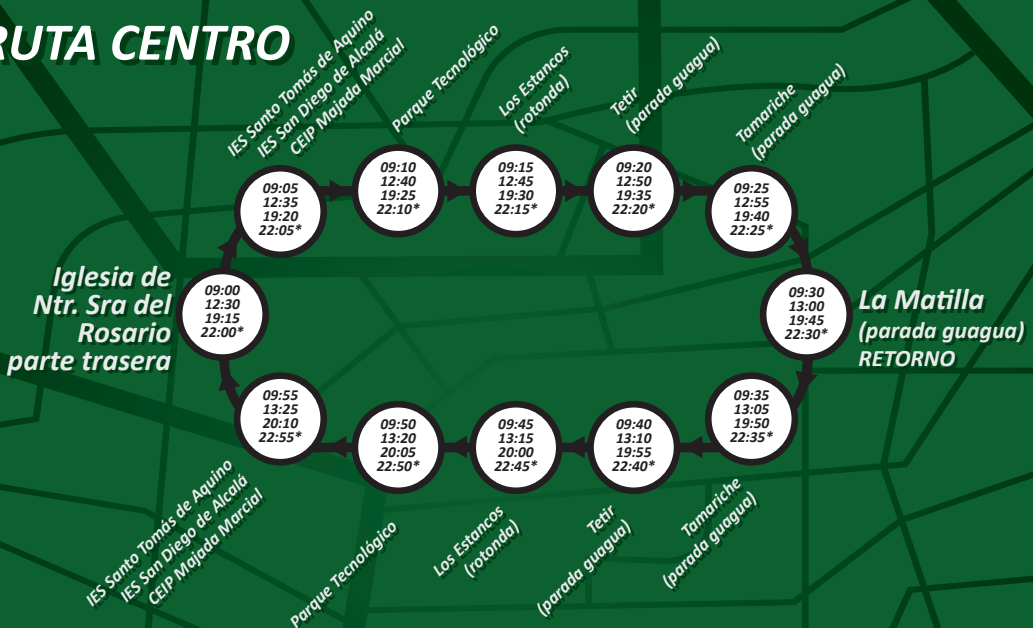 RUTA CENTRO
IES Santo Tomás de Aquino
IES San Diego de Alcalá
CEIP Majada Marcial
Parque Tecnológico
Los Estancos
(rotonda)
Tetir
(parada guagua)
Tamariche
(parada guagua)
09:05
12:35
19:20
22:05*
09:10
12:40
19:25
22:10*
09:15
12:45
19:30
22:15*
09:20
12:50
19:35
22:20*
09:25
12:55
19:40
22:25*
Iglesia de
Ntr. Sra del
Rosario
parte trasera
09:00
12:30
19:15
22:00*
09:30
13:00
19:45
22:30*
La Matilla
(parada guagua)
RETORNO
09:55
13:25
20:10
22:55*
09:50
13:20
20:05
22:50*
09:45
13:15
20:00
22:45*
09:40
13:10
19:55
22:40*
09:35
13:05
19:50
22:35*
IES Santo Tomás de Aquino
IES San Diego de Alcalá
CEIP Majada Marcial
Parque Tecnológico
Los Estancos
(rotonda)
Tetir
(parada guagua)
Tamariche
(parada guagua)